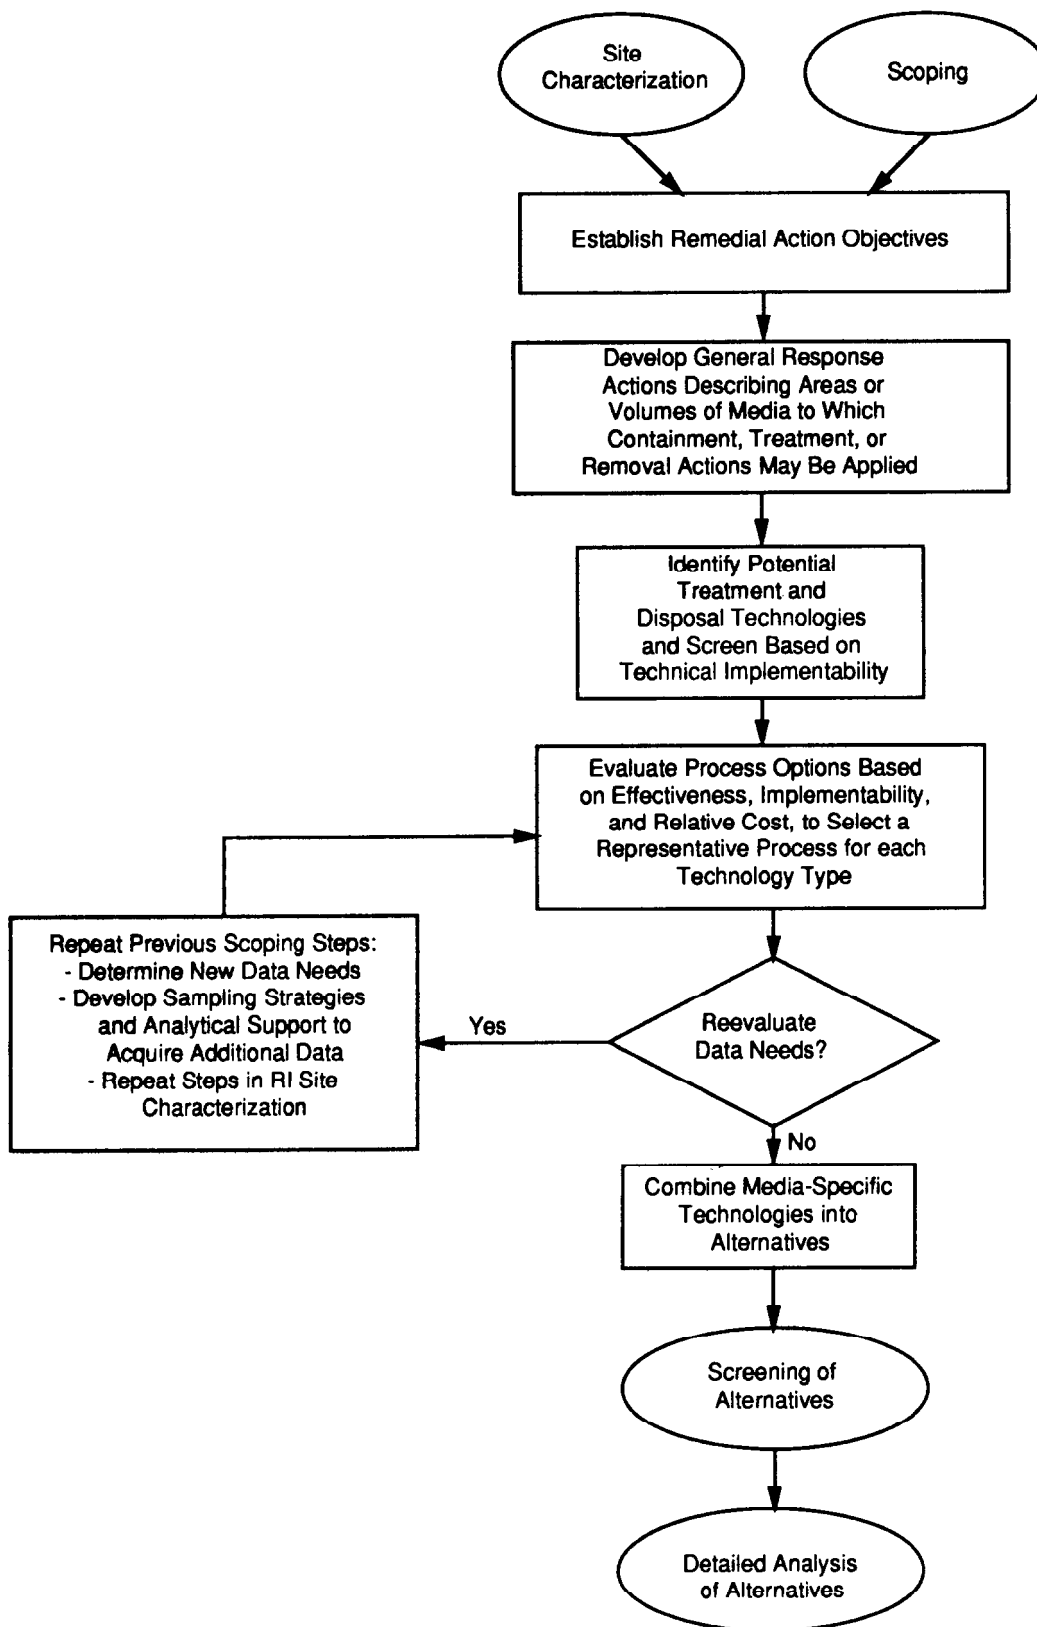 Site
Characterization
Scoping
Establish Remedial Action Objectives
Develop General Response
Actions Describing Areas or
Volumes of Media to Which
Containment, Treatment, or
Removal Actions May Be Applied
Identify Potential
Treatment and
Disposal Technologies
and Screen Based on
Technical Implementability
Evaluate Process Options Based
on Effectiveness, Implementability,
and Relative Cost, to Select a
Representative Process for each
Technology Type
Repeat Previous Scoping Steps:
- Determine New Data Needs
- Develop Sampling Strategies
and Analytical Support to
Acquire Additional Data
- Repeat Steps in RI Site
Characterization
Yes
Reevaluate
Data Needs?
No
Combine Media-Specific
Technologies into
Alternatives
Screening of
Alternatives
Detailed Analysis
of Alternatives